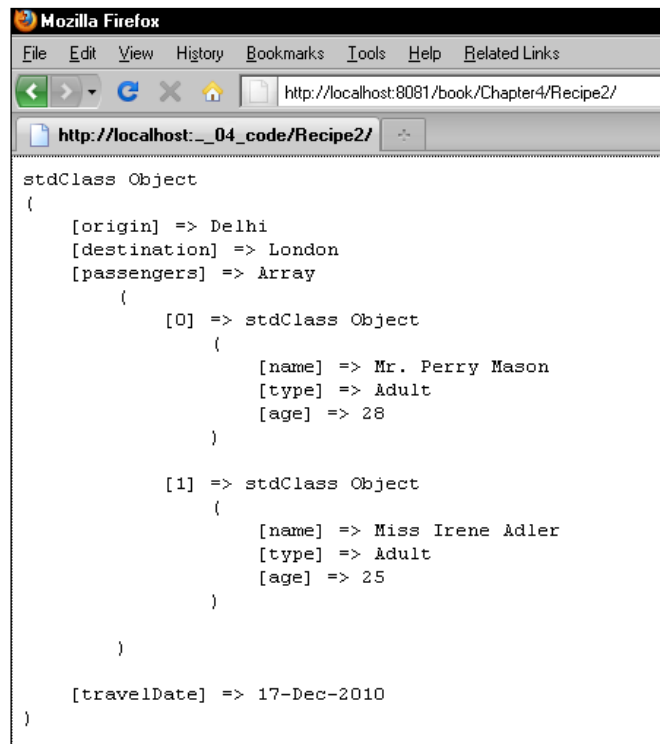 Mozilla Firefox
File Edit View History Bookmarks Tools Help Related Links
http://localhost:8081/book/Chapter4/Recipe2/
http://localhost:..._04_code/Recipe2/
stdClass Object
(
    [origin] => Delhi
    [destination] => London
    [passengers] => Array
        (
            [0] => stdClass Object
                (
                    [name] => Mr. Perry Mason
                    [type] => Adult
                    [age] => 28
                )
            [1] => stdClass Object
                (
                    [name] => Miss Irene Adler
                    [type] => Adult
                    [age] => 25
                )
        )
    [travelDate] => 17-Dec-2010
)